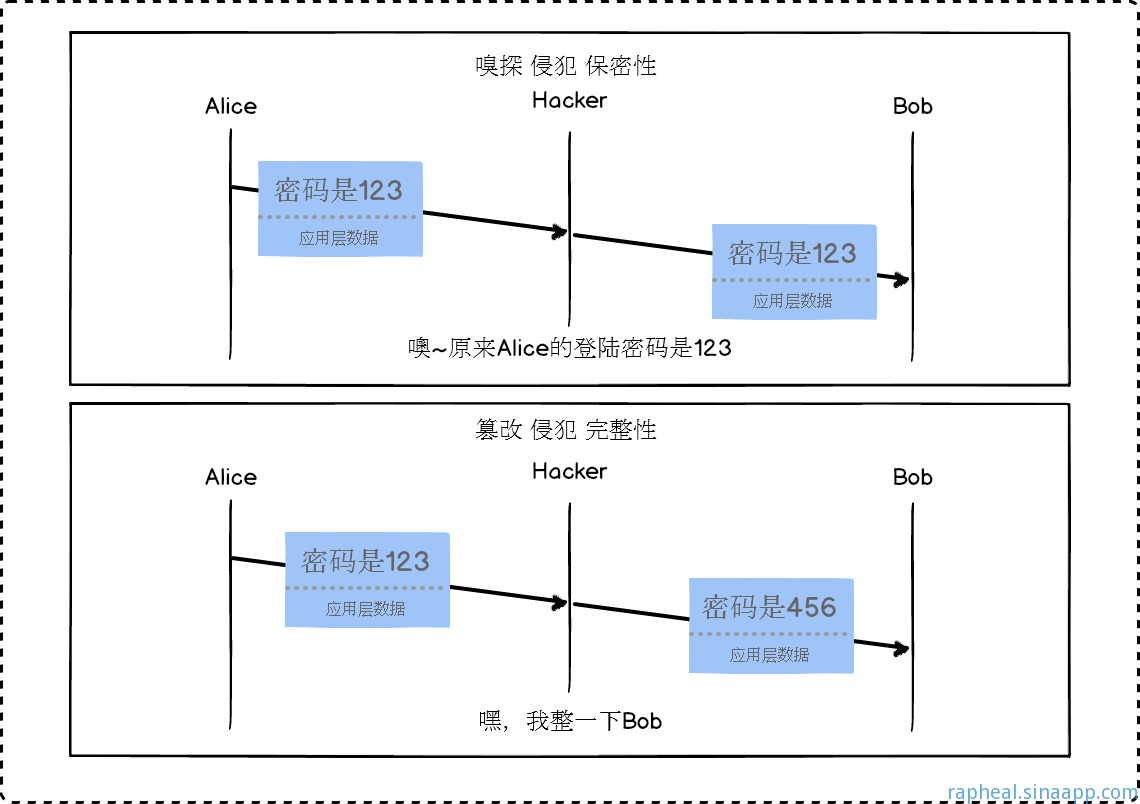 嗅探 侵犯 保密性
Alice
Hacker
Bob
密码是123
应用层数据
密码是123
应用层数据
噢~原来Alice的登陆密码是123
篡改 侵犯 完整性
Alice
Hacker
Bob
密码是123
应用层数据
密码是456
应用层数据
嘿，我整一下Bob
rapheal.sinaapp.com